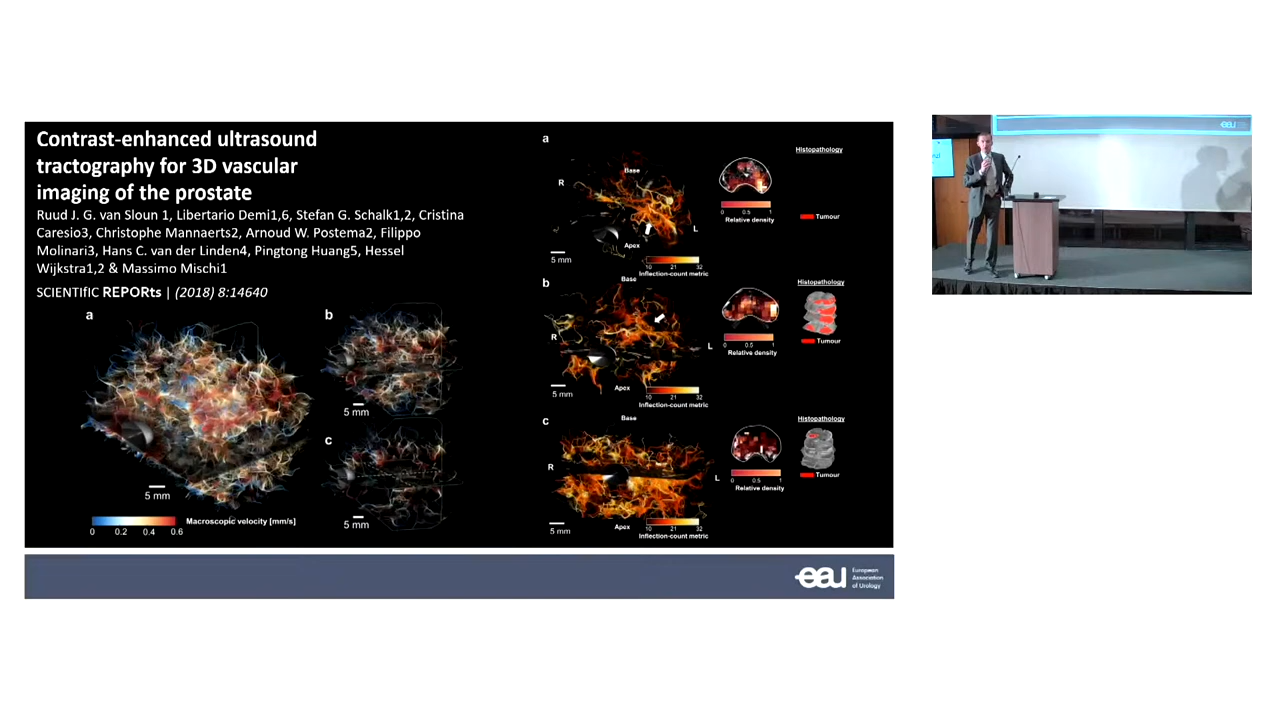 Contrast-enhanced ultrasound
tractography for 3D vascular
imaging of the prostate
Ruud J. G. van Sloun 1, Libertario Demi1,6, Stefan G. Schalk1,2, Cristina
Caresio3, Christophe Mannaerts2, Arnoud W. Postema2, Filippo
Molinari3, Hans C. van der Linden4, Pingtong Huang5, Hessel
Wijkstra1,2 & Massimo Mischi1
SCIENTIfIC REPORts | (2018) 8:14640
a
5 mm
0 0.2 0.4 0.6
Macroscopic velocity [mm/s]
b
5 mm
c
5 mm
a
Base
R
L
Apex
5 mm
10 21 32
Inflection-count metric
0 0.5 1
Relative density
Histopathology
Tumour
b
Base
R
L
Apex
5 mm
10 21 32
Inflection-count metric
0 0.5 1
Relative density
Histopathology
Tumour
c
Base
R
L
Apex
5 mm
10 21 32
Inflection-count metric
0 0.5 1
Relative density
Histopathology
Tumour
eau
European
Association
of Urology
eau